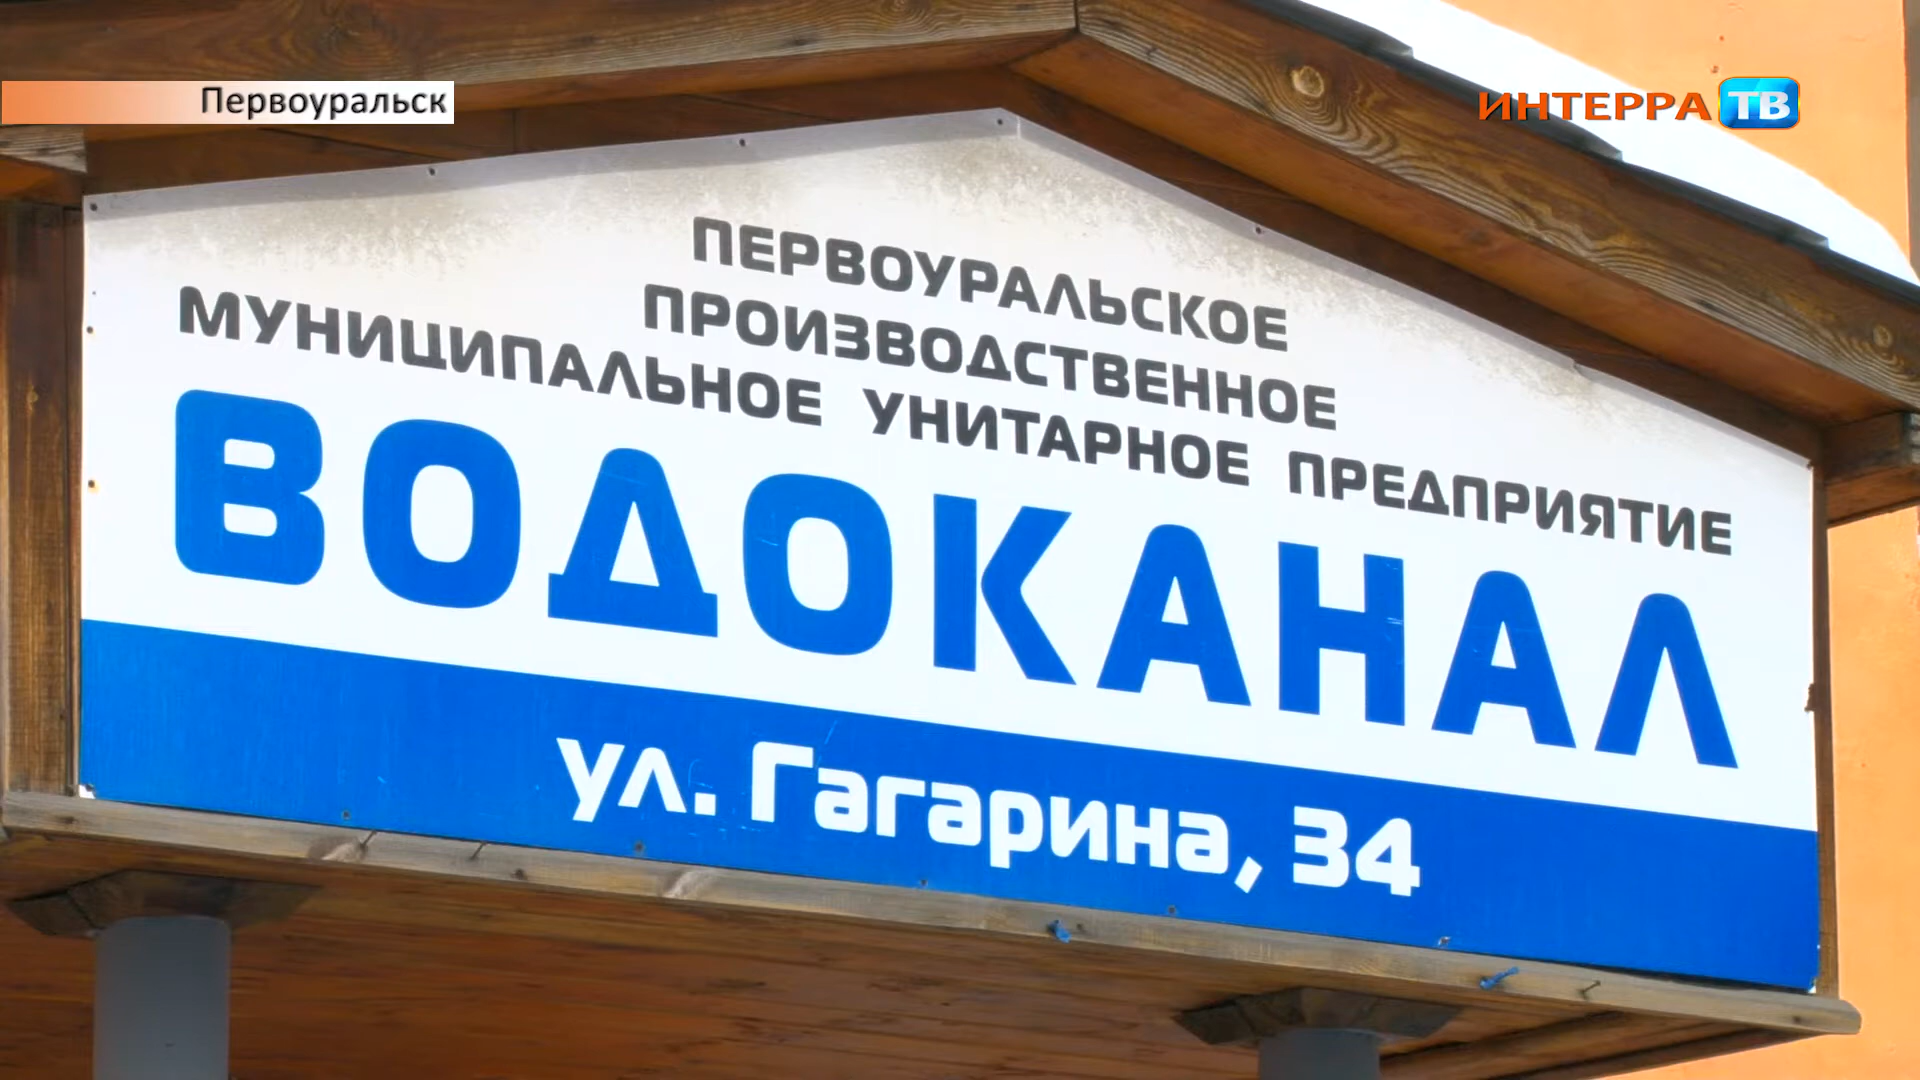 Первоуральск
ИНТЕРРА ТВ
ПЕРВОУРАЛЬСКОЕ
ПРОИЗВОДСТВЕННОЕ
МУНИЦИПАЛЬНОЕ УНИТАРНОЕ ПРЕДПРИЯТИЕ
ВОДОКАНАЛ
ул. Гагарина, 34